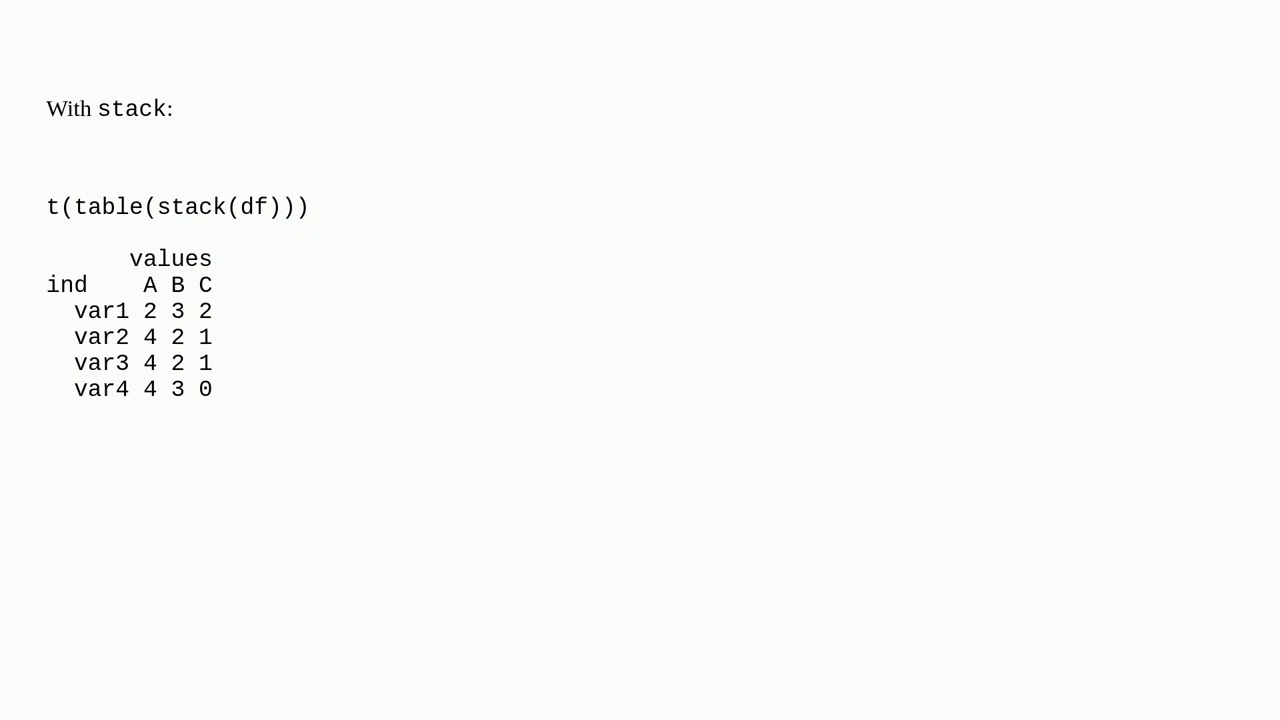 With stack:
t(table(stack(df)))
      values
ind    A B C
  var1 2 3 2
  var2 4 2 1
  var3 4 2 1
  var4 4 3 0